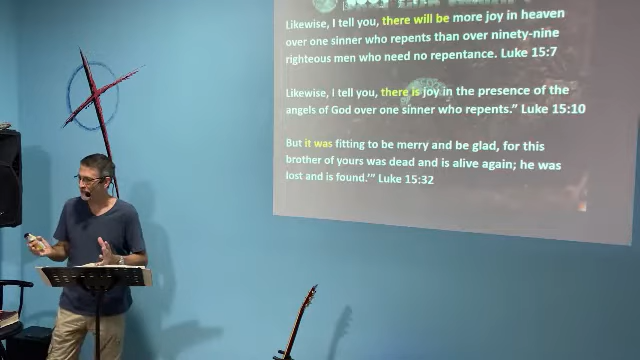 Likewise, I tell you, there will be more joy in heaven
over one sinner who repents than over ninety-nine
righteous men who need no repentance. Luke 15:7
Likewise, I tell you, there is joy in the presence of the
angels of God over one sinner who repents.” Luke 15:10
But it was fitting to be merry and be glad, for this
brother of yours was dead and is alive again; he was
lost and is found.’” Luke 15:32